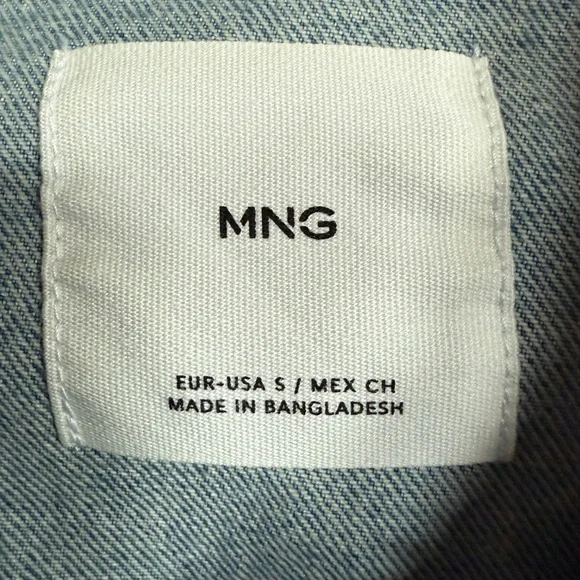 MNG
EUR-USA S / MEX CH
MADE IN BANGLADESH